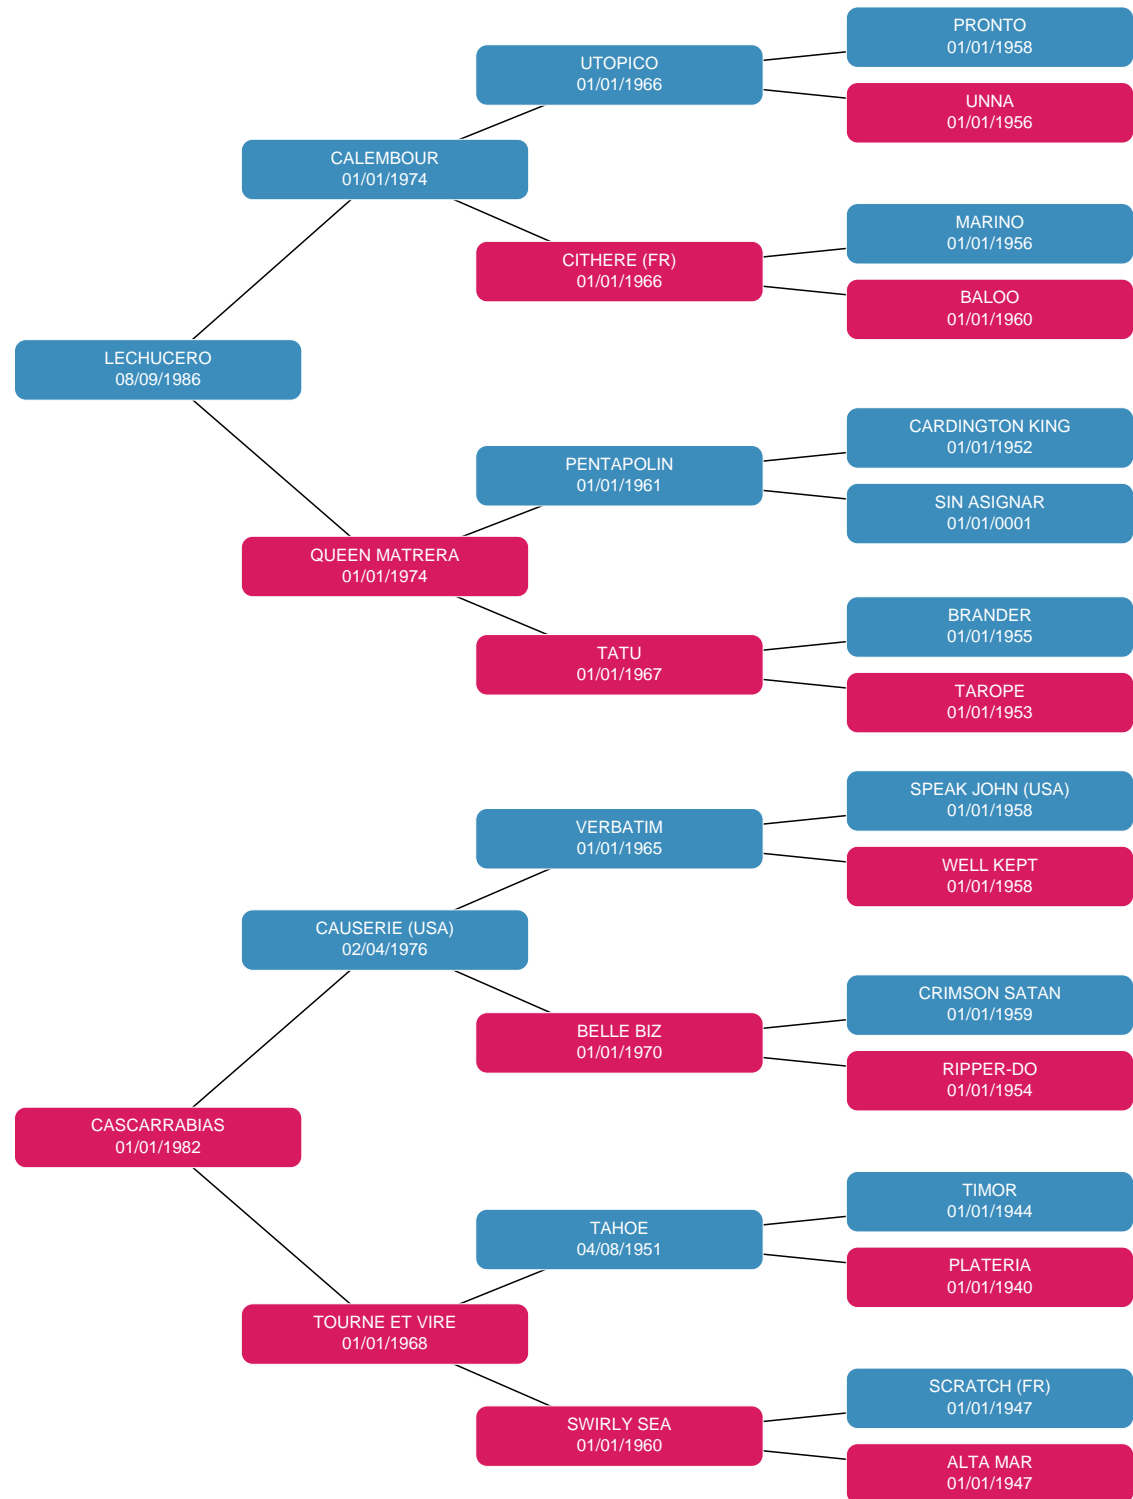 PRONTO
01/01/1958
UTOPICO
01/01/1966
UNNA
01/01/1956
CALEMBOUR
01/01/1974
MARINO
01/01/1956
CITHERE (FR)
01/01/1966
BALOO
01/01/1960
LECHUCERO
08/09/1986
CARDINGTON KING
01/01/1952
PENTAPOLIN
01/01/1961
SIN ASIGNAR
01/01/0001
QUEEN MATRERA
01/01/1974
BRANDER
01/01/1955
TATU
01/01/1967
TAROPE
01/01/1953
SPEAK JOHN (USA)
01/01/1958
VERBATIM
01/01/1965
WELL KEPT
01/01/1958
CAUSERIE (USA)
02/04/1976
CRIMSON SATAN
01/01/1959
BELLE BIZ
01/01/1970
RIPPER-DO
01/01/1954
CASCARRABIAS
01/01/1982
TIMOR
01/01/1944
TAHOE
04/08/1951
PLATERIA
01/01/1940
TOURNE ET VIRE
01/01/1968
SCRATCH (FR)
01/01/1947
SWIRLY SEA
01/01/1960
ALTA MAR
01/01/1947